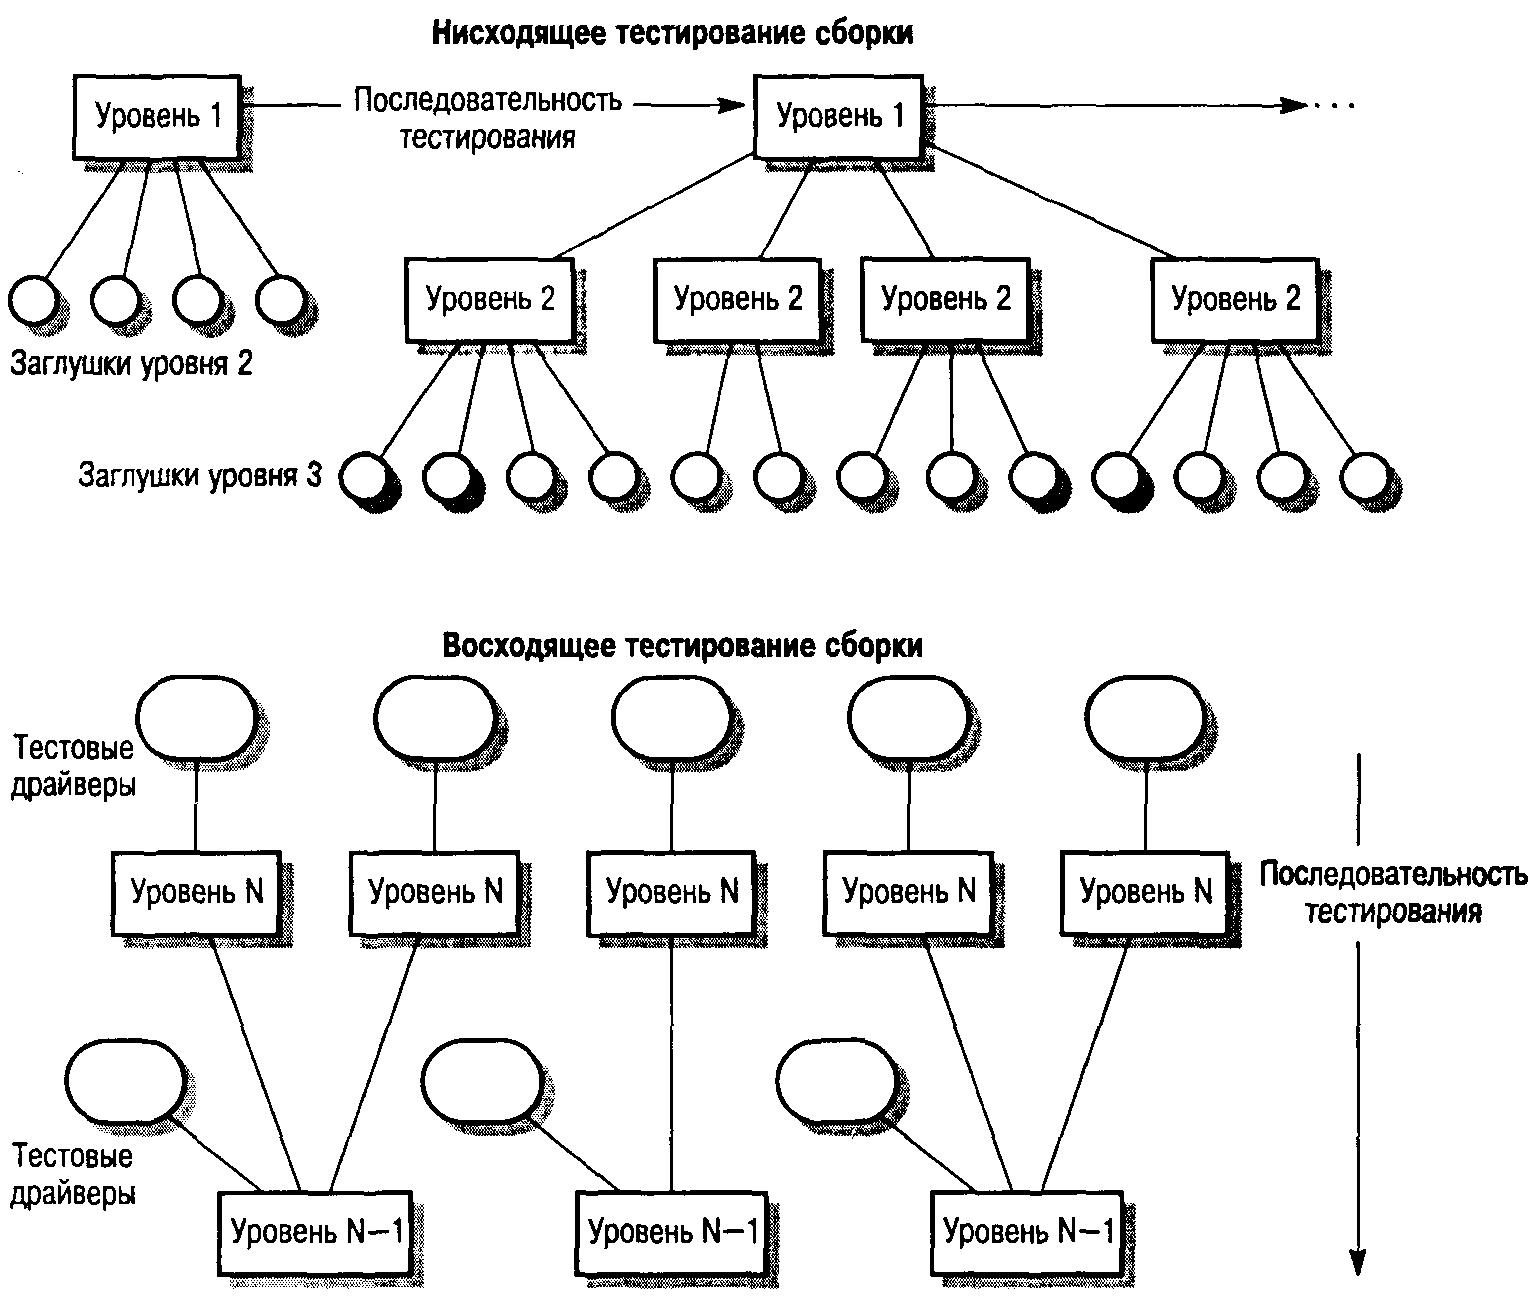 Нисходящее тестирование сборки
Уровень 1
Последовательность
тестирования
Уровень 1
...
Уровень 2
Уровень 2
Уровень 2
Уровень 2
Заглушки уровня 2
Заглушки уровня 3
Восходящее тестирование сборки
Тестовые
драйверы
Уровень N
Уровень N
Уровень N
Уровень N
Уровень N
Последовательность
тестирования
Тестовые
драйверы
Уровень N–1
Уровень N–1
Уровень N–1